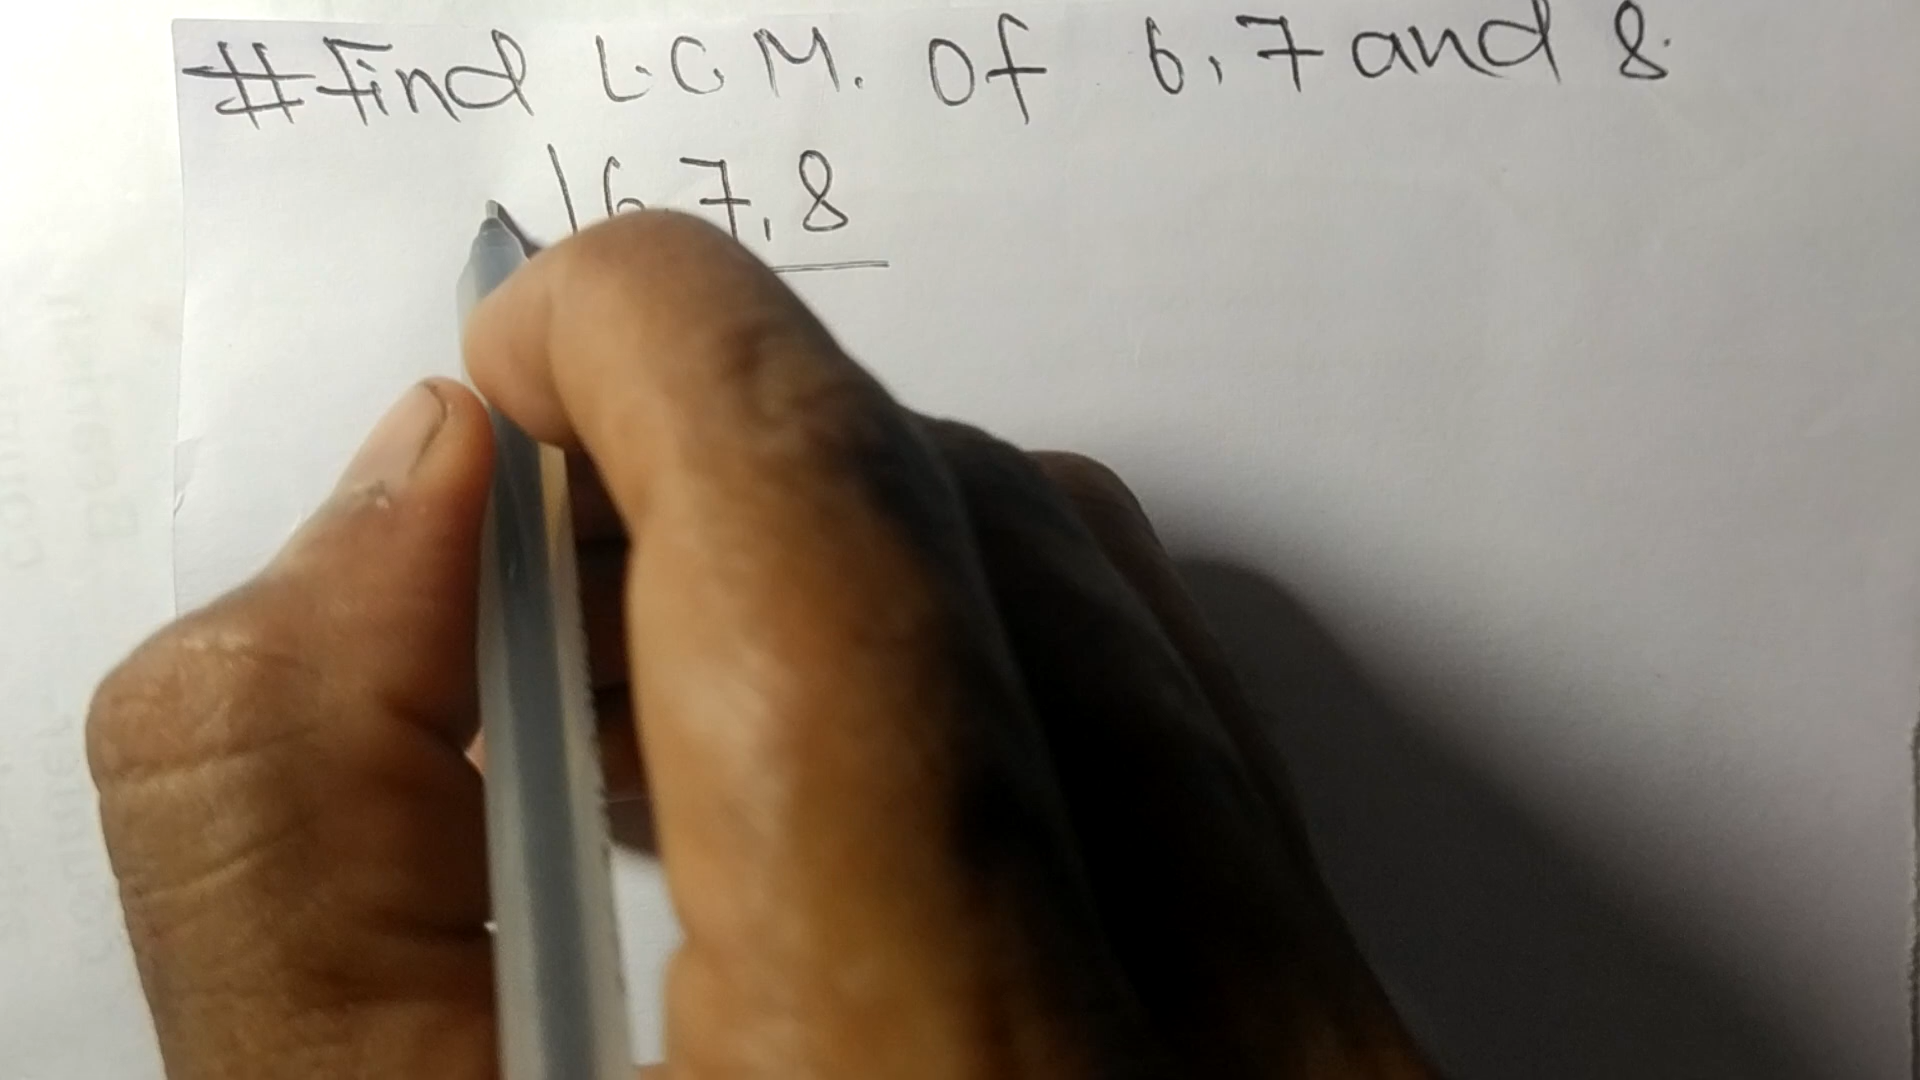 # Find L.C.M. of 6, 7 and 8
6, 7, 8